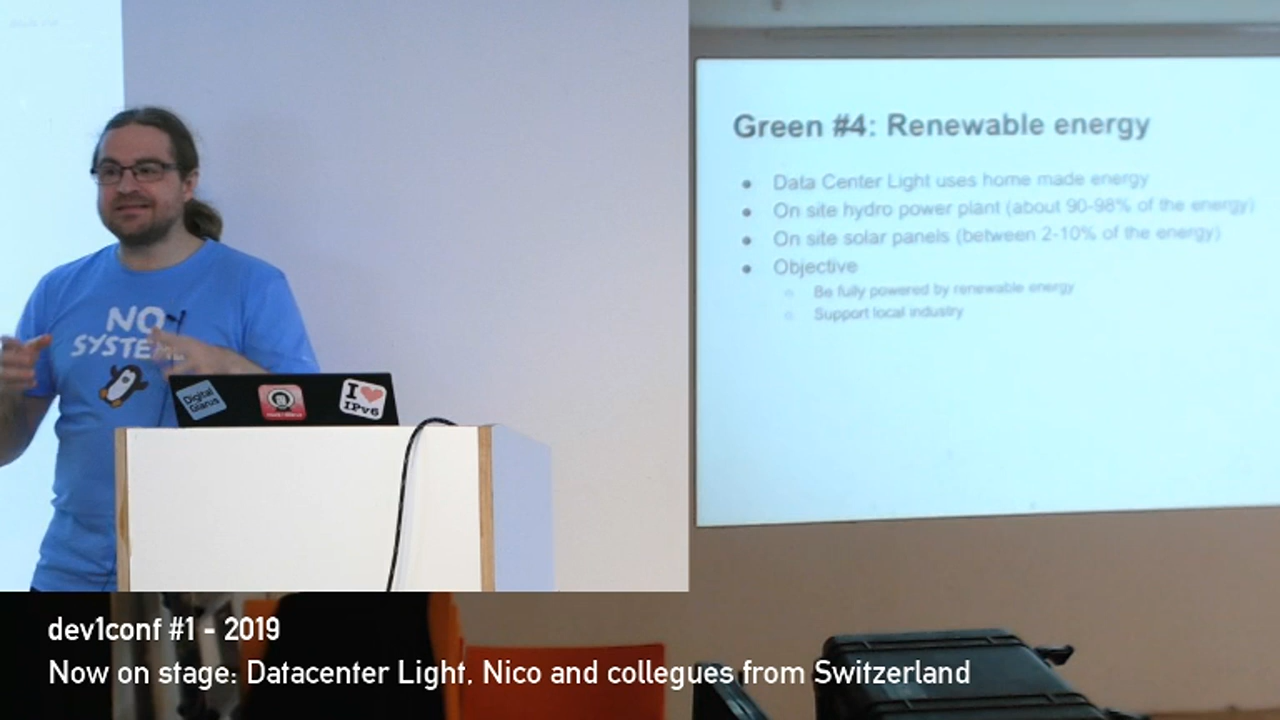 NO
SYSTEM
Digital
Glarus
I ❤
IPv6
Green #4: Renewable energy
● Data Center Light uses home made energy
● On site hydro power plant (about 90-98% of the energy)
● On site solar panels (between 2-10% of the energy)
● Objective
○ Be fully powered by renewable energy
○ Support local industry
dev1conf #1 - 2019
Now on stage: Datacenter Light, Nico and collegues from Switzerland